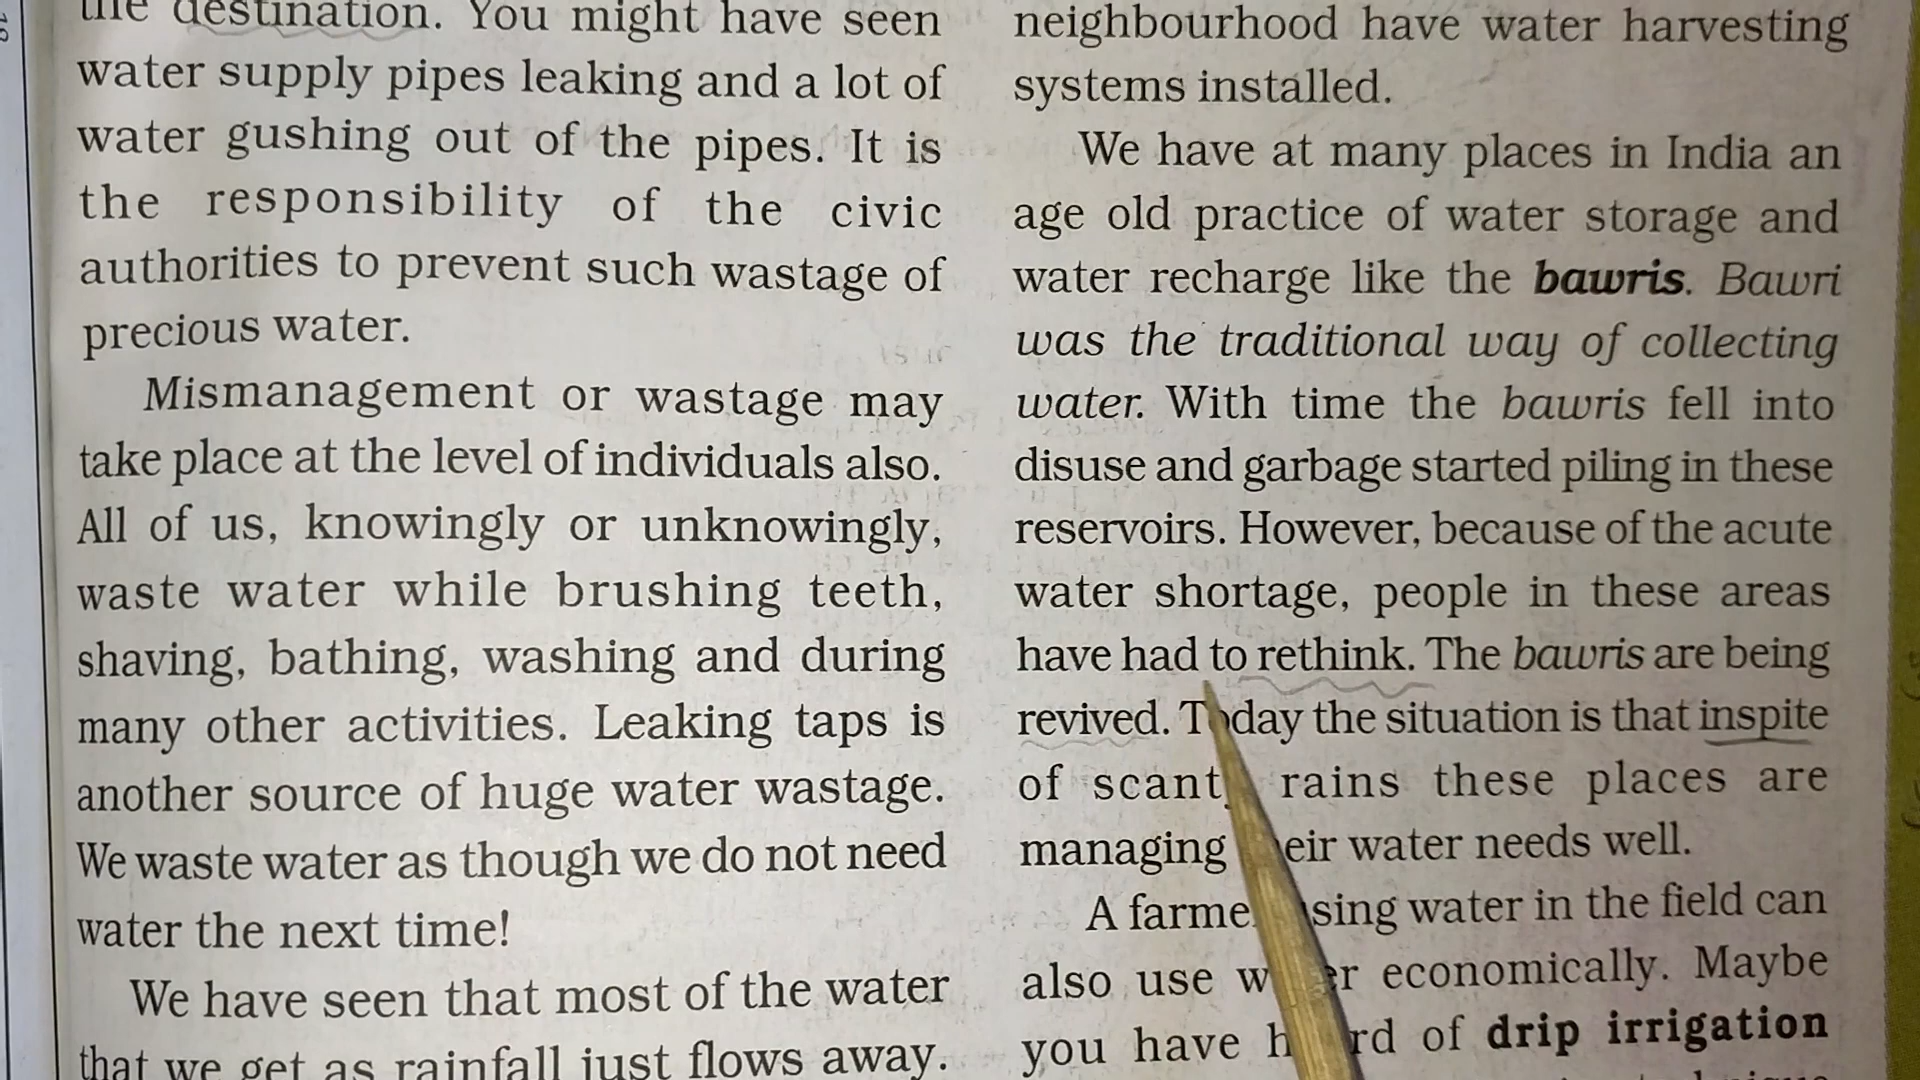 the destination. You might have seen
water supply pipes leaking and a lot of
water gushing out of the pipes. It is
the responsibility of the civic
authorities to prevent such wastage of
precious water.
Mismanagement or wastage may
take place at the level of individuals also.
All of us, knowingly or unknowingly,
waste water while brushing teeth,
shaving, bathing, washing and during
many other activities. Leaking taps is
another source of huge water wastage.
We waste water as though we do not need
water the next time!
We have seen that most of the water
that we get as rainfall just flows away.
neighbourhood have water harvesting
systems installed.
We have at many places in India an
age old practice of water storage and
water recharge like the bawris. Bawri
was the traditional way of collecting
water. With time the bawris fell into
disuse and garbage started piling in these
reservoirs. However, because of the acute
water shortage, people in these areas
have had to rethink. The bawris are being
revived. Today the situation is that inspite
of scanty rains these places are
managing their water needs well.
A farmer using water in the field can
also use water economically. Maybe
you have heard of drip irrigation